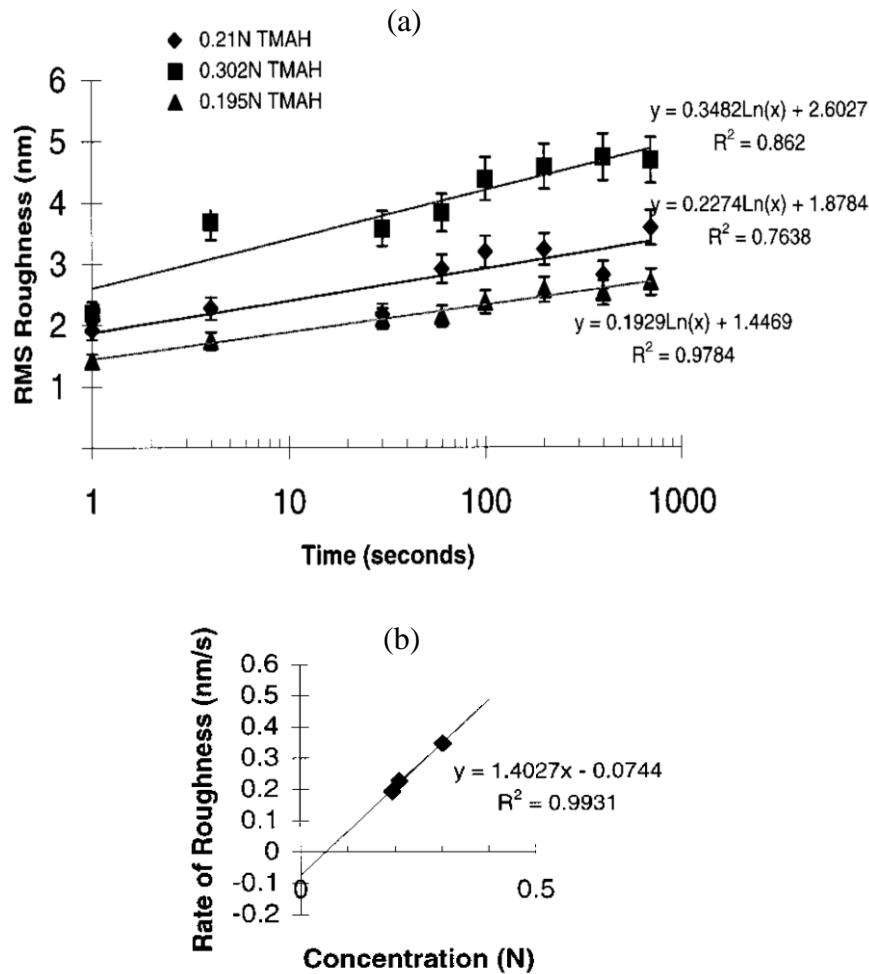 (a)
0.21N TMAH
0.302N TMAH
0.195N TMAH
RMS Roughness (nm)
6
5
4
3
2
1
y = 0.3482Ln(x) + 2.6027
R² = 0.862
y = 0.2274Ln(x) + 1.8784
R² = 0.7638
y = 0.1929Ln(x) + 1.4469
R² = 0.9784
1 10 100 1000
Time (seconds)
(b)
Rate of Roughness (nm/s)
0.6
0.5
0.4
0.3
0.2
0.1
0
-0.1
-0.2
y = 1.4027x - 0.0744
R² = 0.9931
0 0.5
Concentration (N)